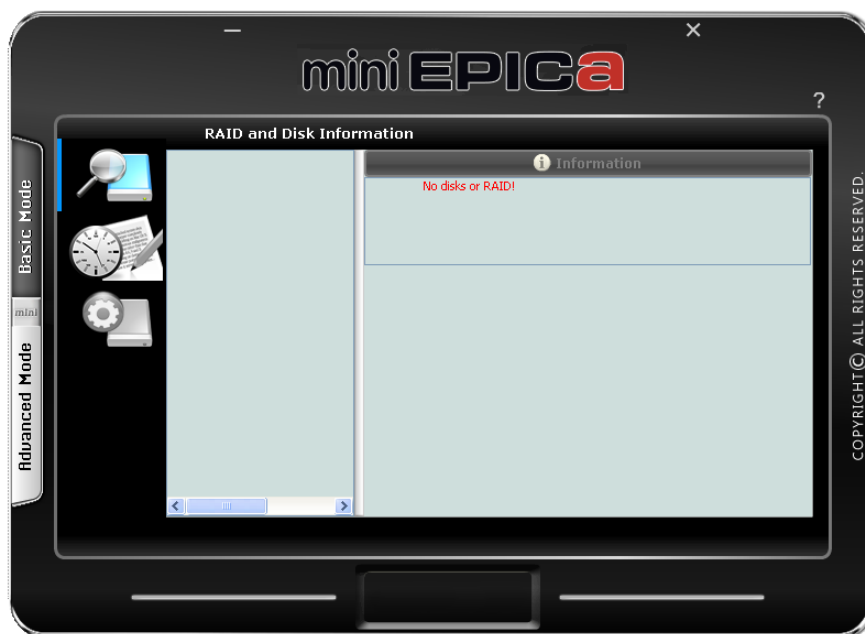 mini EPICa
?
RAID and Disk Information
Information
No disks or RAID!
Basic Mode
mini
Advanced Mode
COPYRIGHT© ALL RIGHTS RESERVED.